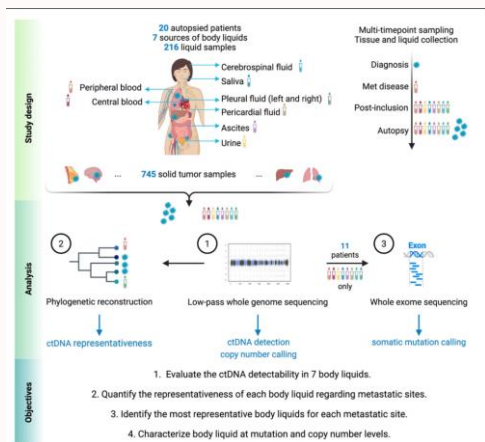 Study design
20 autopsied patients
7 sources of body liquids
216 liquid samples
Cerebrospinal fluid
Saliva
Peripheral blood
Central blood
Pleural fluid (left and right)
Pericardial fluid
Ascites
Urine
Multi-timepoint sampling
Tissue and liquid collection
Diagnosis
Met disease
Post-inclusion
Autopsy
... 745 solid tumor samples ...
Analysis
2
1
3
11
patients
only
Exon
Phylogenetic reconstruction
Low-pass whole genome sequencing
Whole exome sequencing
ctDNA representativeness
ctDNA detection
copy number calling
somatic mutation calling
Objectives
1. Evaluate the ctDNA detectability in 7 body liquids.
2. Quantify the representativeness of each body liquid regarding metastatic sites.
3. Identify the most representative body liquids for each metastatic site.
4. Characterize body liquid at mutation and copy number levels.